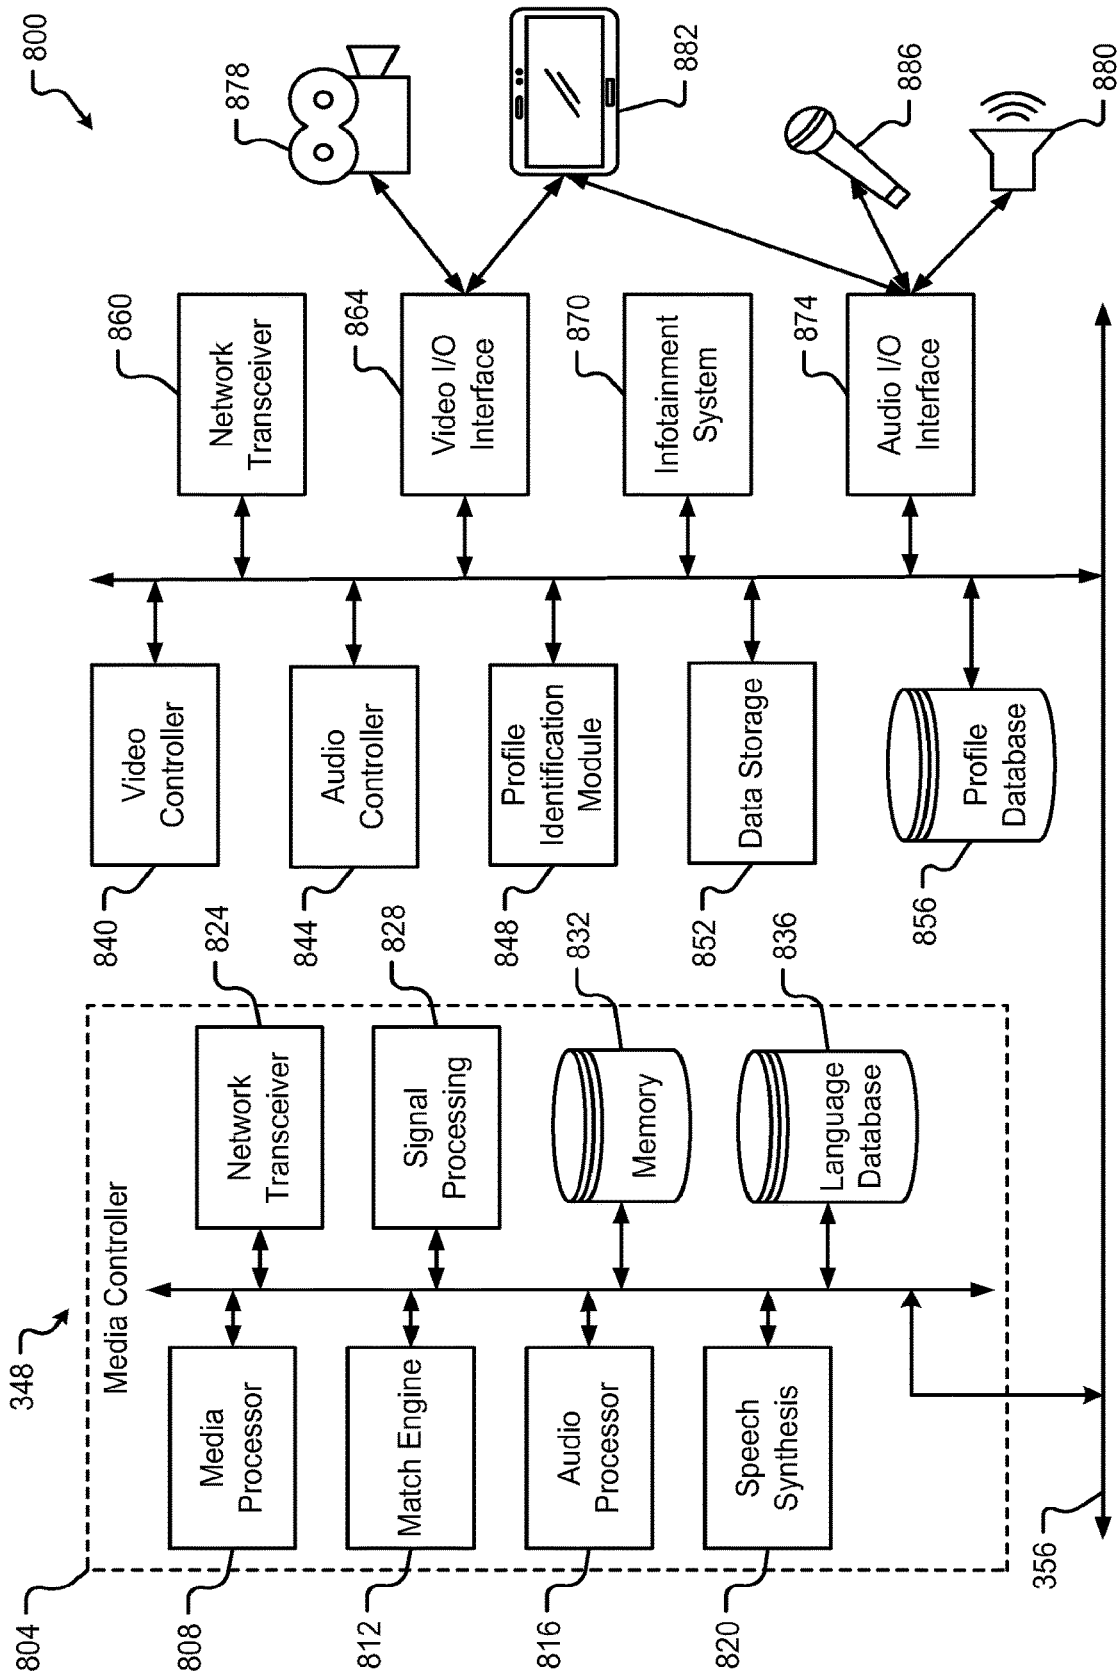 348
800
804
Media Controller
808
Media
Processor
812
Match Engine
816
Audio
Processor
820
Speech
Synthesis
824
Network
Transceiver
828
Signal
Processing
832
Memory
836
Language
Database
840
Video
Controller
844
Audio
Controller
848
Profile
Identification
Module
852
Data Storage
856
Profile
Database
860
Network
Transceiver
864
Video I/O
Interface
870
Infotainment
System
874
Audio I/O
Interface
878
882
886
880
356